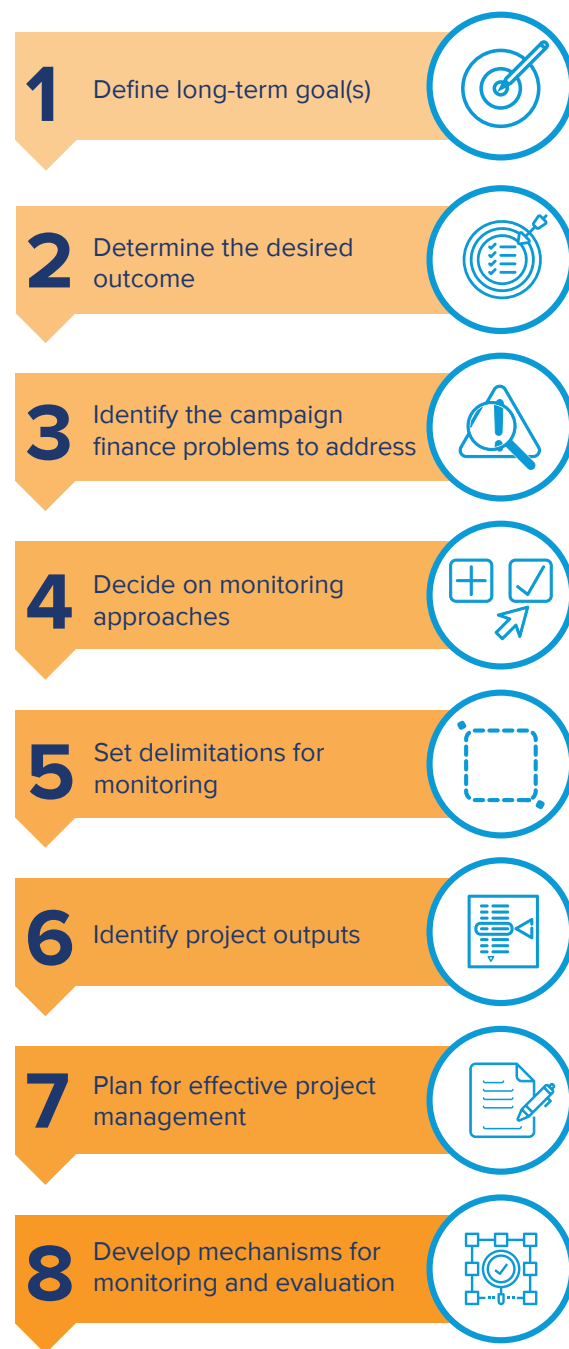 1
Define long-term goal(s)
2
Determine the desired
outcome
3
Identify the campaign
finance problems to address
4
Decide on monitoring
approaches
5
Set delimitations for
monitoring
6
Identify project outputs
7
Plan for effective project
management
8
Develop mechanisms for
monitoring and evaluation